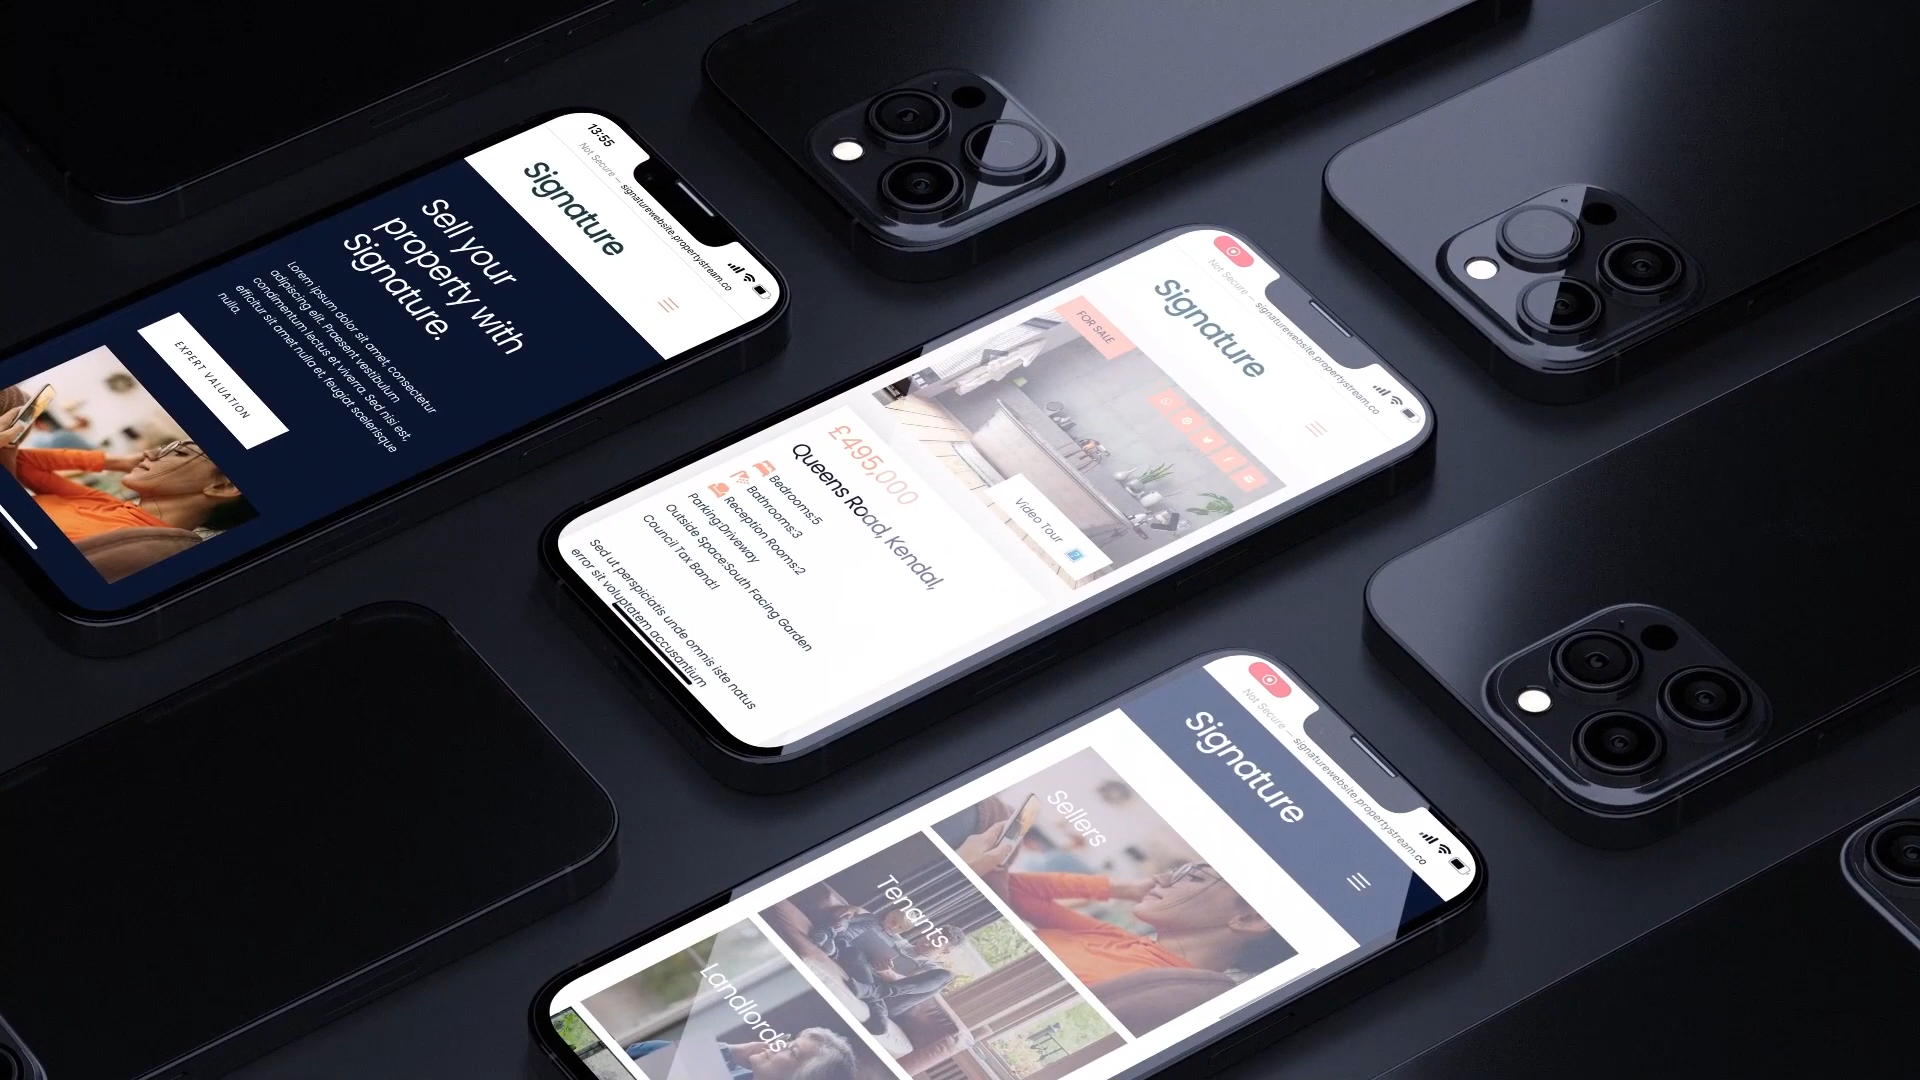 13:55
Not Secure — signaturewebsite.propertystream.co
Signature
Sell your
property with
Signature.
Lorem ipsum dolor sit amet, consectetur
adipiscing elit. Praesent vestibulum
condimentum lectus et viverra. Sed nisi est,
efficitur sit amet nulla et, feugiat scelerisque
nulla.
EXPERT VALUATION
Not Secure — signaturewebsite.propertystream.co
Signature
FOR SALE
Video Tour
£495,000
Queens Road, Kendal,
Bedrooms:5
Bathrooms:3
Reception Rooms:2
Parking:Driveway
Outside Space:South Facing Garden
Council Tax Band:1
Sed ut perspiciatis unde omnis iste natus
error sit voluptatem accusantium
Not Secure — signaturewebsite.propertystream.co
Signature
Sellers
Tenants
Landlords